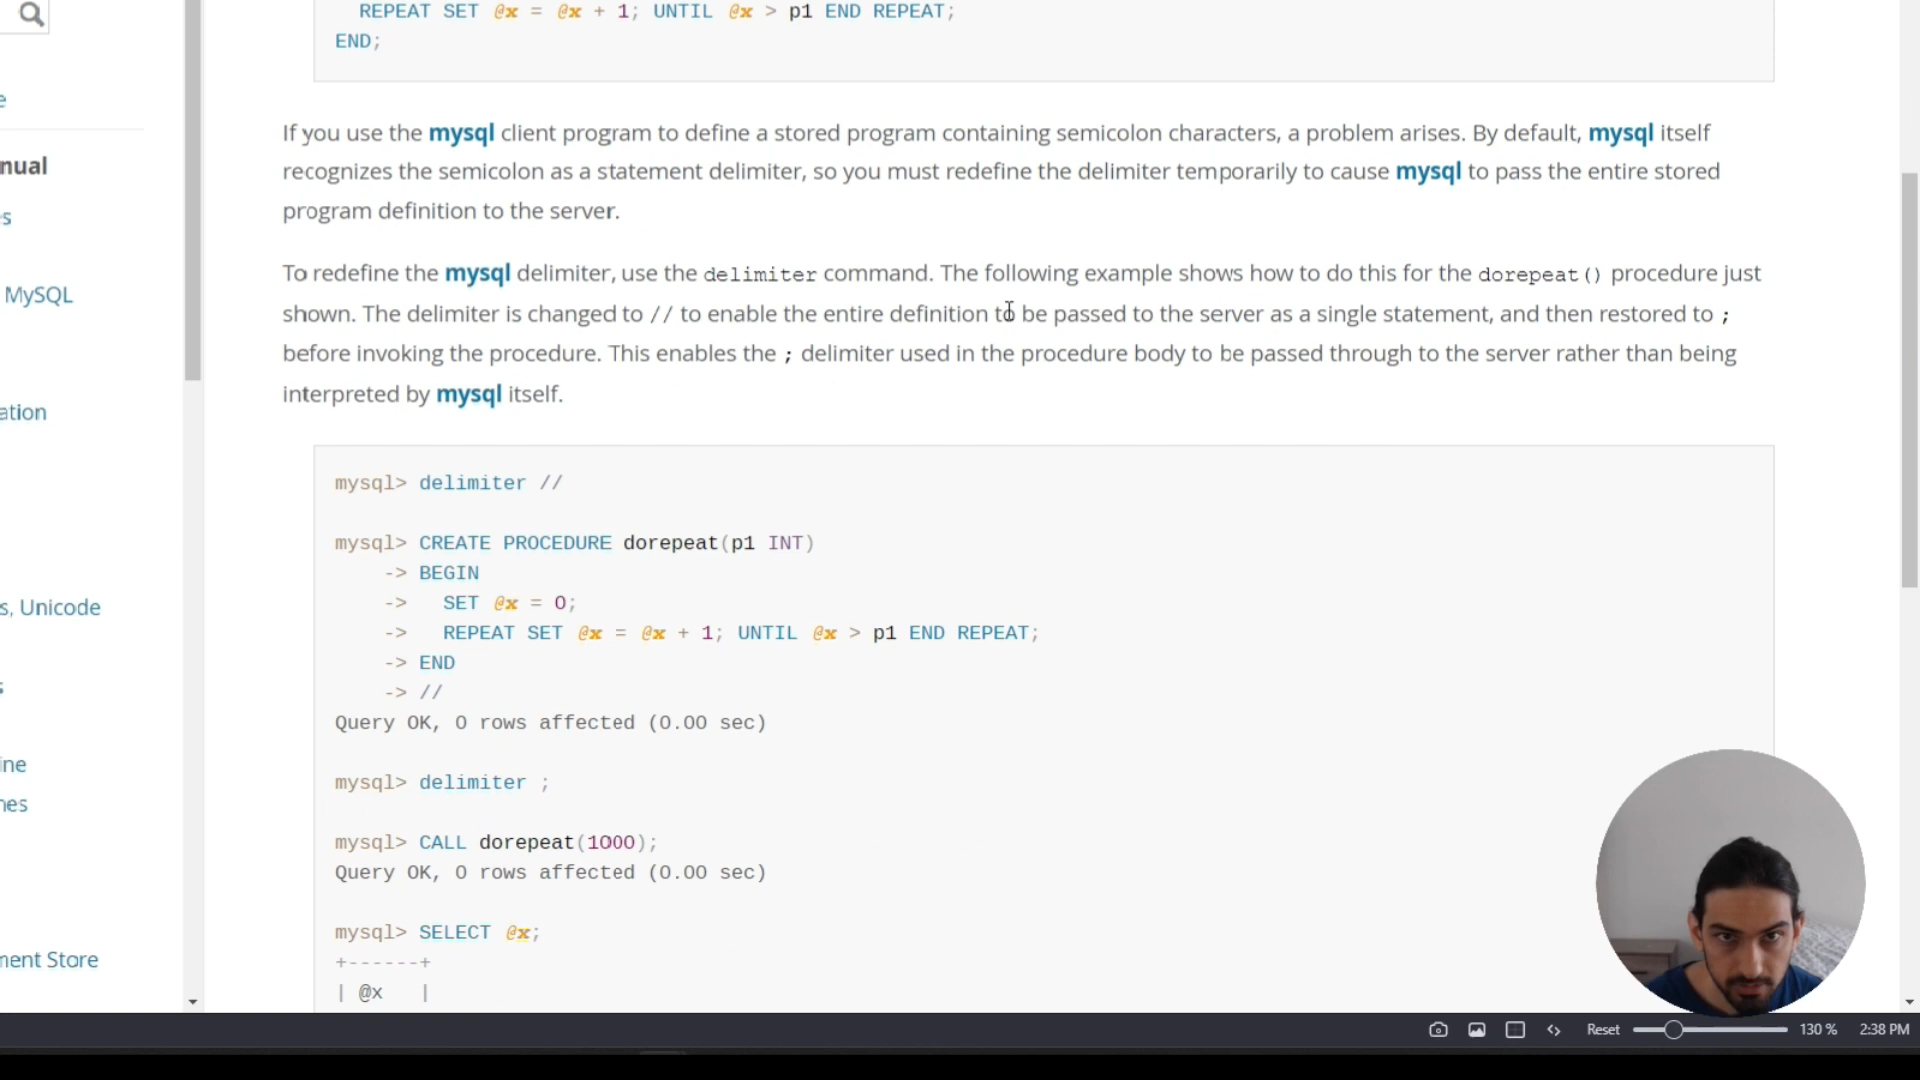 REPEAT SET @x = @x + 1; UNTIL @x > p1 END REPEAT;
END;
e
nual
s
MySQL
ation
s, Unicode
s
ine
nes
ment Store
If you use the mysql client program to define a stored program containing semicolon characters, a problem arises. By default, mysql itself
recognizes the semicolon as a statement delimiter, so you must redefine the delimiter temporarily to cause mysql to pass the entire stored
program definition to the server.
To redefine the mysql delimiter, use the delimiter command. The following example shows how to do this for the dorepeat() procedure just
shown. The delimiter is changed to // to enable the entire definition to be passed to the server as a single statement, and then restored to ;
before invoking the procedure. This enables the ; delimiter used in the procedure body to be passed through to the server rather than being
interpreted by mysql itself.
mysql> delimiter //
mysql> CREATE PROCEDURE dorepeat(p1 INT)
-> BEGIN
-> SET @x = 0;
-> REPEAT SET @x = @x + 1; UNTIL @x > p1 END REPEAT;
-> END
-> //
Query OK, 0 rows affected (0.00 sec)
mysql> delimiter ;
mysql> CALL dorepeat(1000);
Query OK, 0 rows affected (0.00 sec)
mysql> SELECT @x;
+------+
| @x |
Reset 130 % 2:38 PM